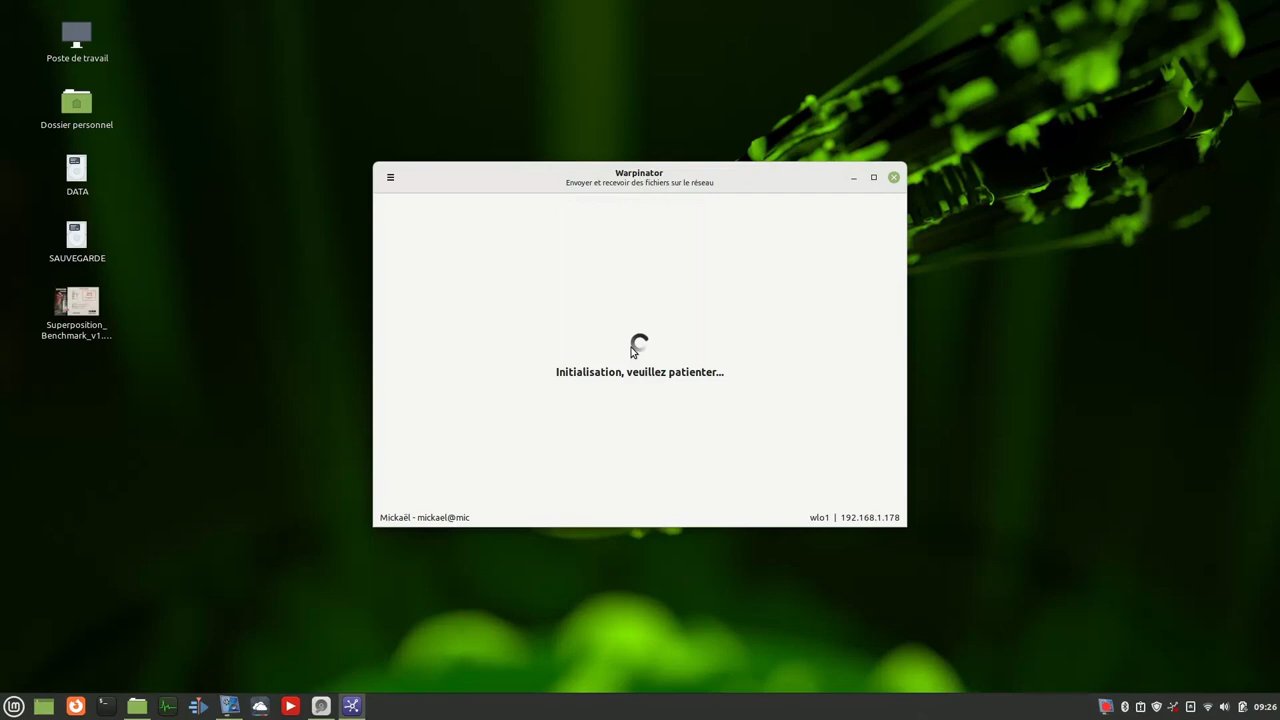 Poste de travail
Dossier personnel
DATA
SAUVEGARDE
Superposition_
Benchmark_v1....
Warpinator
Envoyer et recevoir des fichiers sur le réseau
Initialisation, veuillez patienter...
Mickaël - mickael@mic
wlo1 | 192.168.1.178
09:26